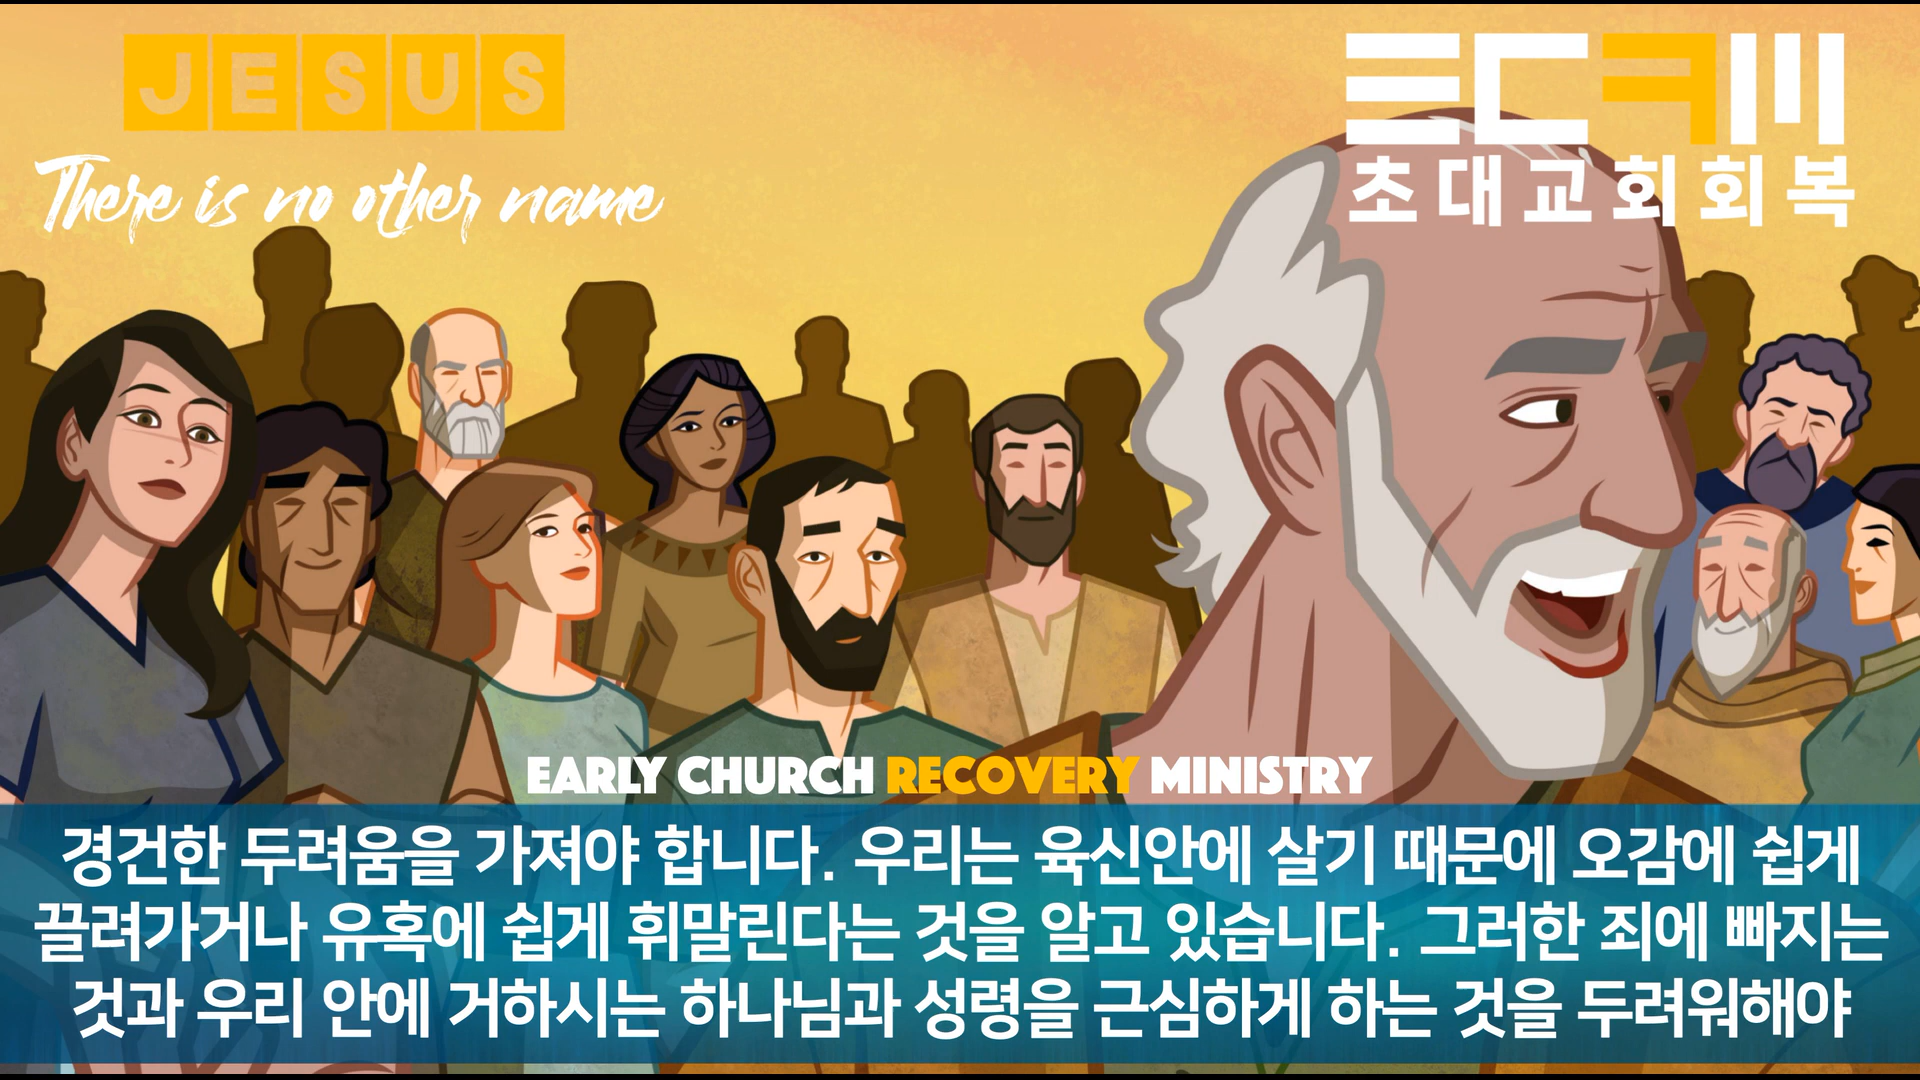 JESUS
There is no other name
ECRM
초대교회회복
EARLY CHURCH RECOVERY MINISTRY
경건한 두려움을 가져야 합니다. 우리는 육신안에 살기 때문에 오감에 쉽게
끌려가거나 유혹에 쉽게 휘말린다는 것을 알고 있습니다. 그러한 죄에 빠지는
것과 우리 안에 거하시는 하나님과 성령을 근심하게 하는 것을 두려워해야